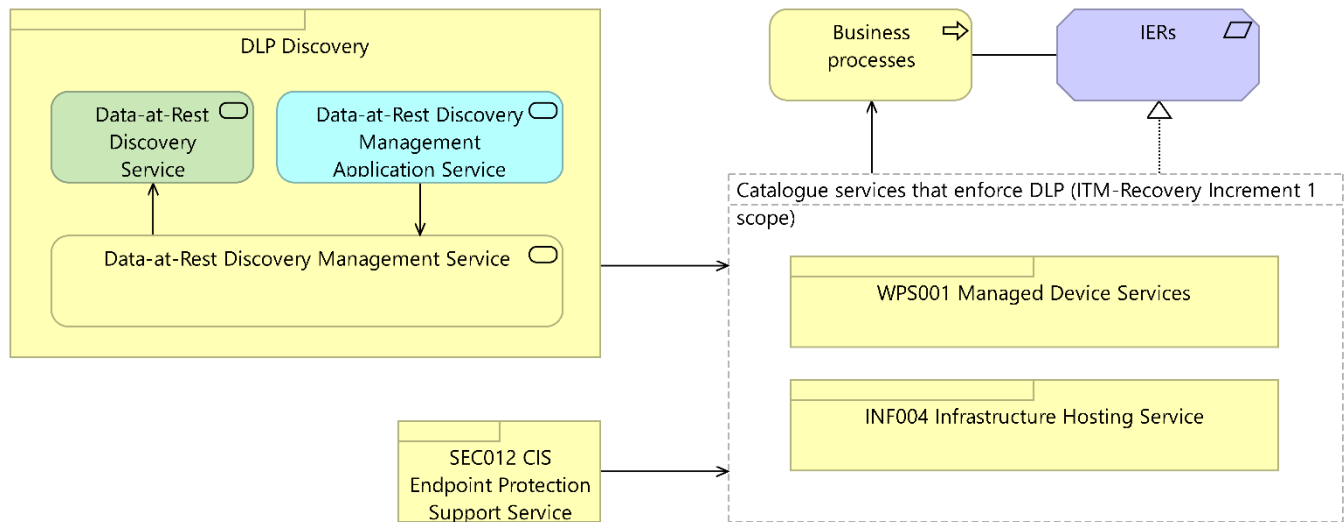 DLP Discovery
Data-at-Rest
Discovery
Service
Data-at-Rest Discovery
Management
Application Service
Data-at-Rest Discovery Management Service
Business
processes
IERs
Catalogue services that enforce DLP (ITM-Recovery Increment 1
scope)
WPS001 Managed Device Services
INF004 Infrastructure Hosting Service
SEC012 CIS
Endpoint Protection
Support Service